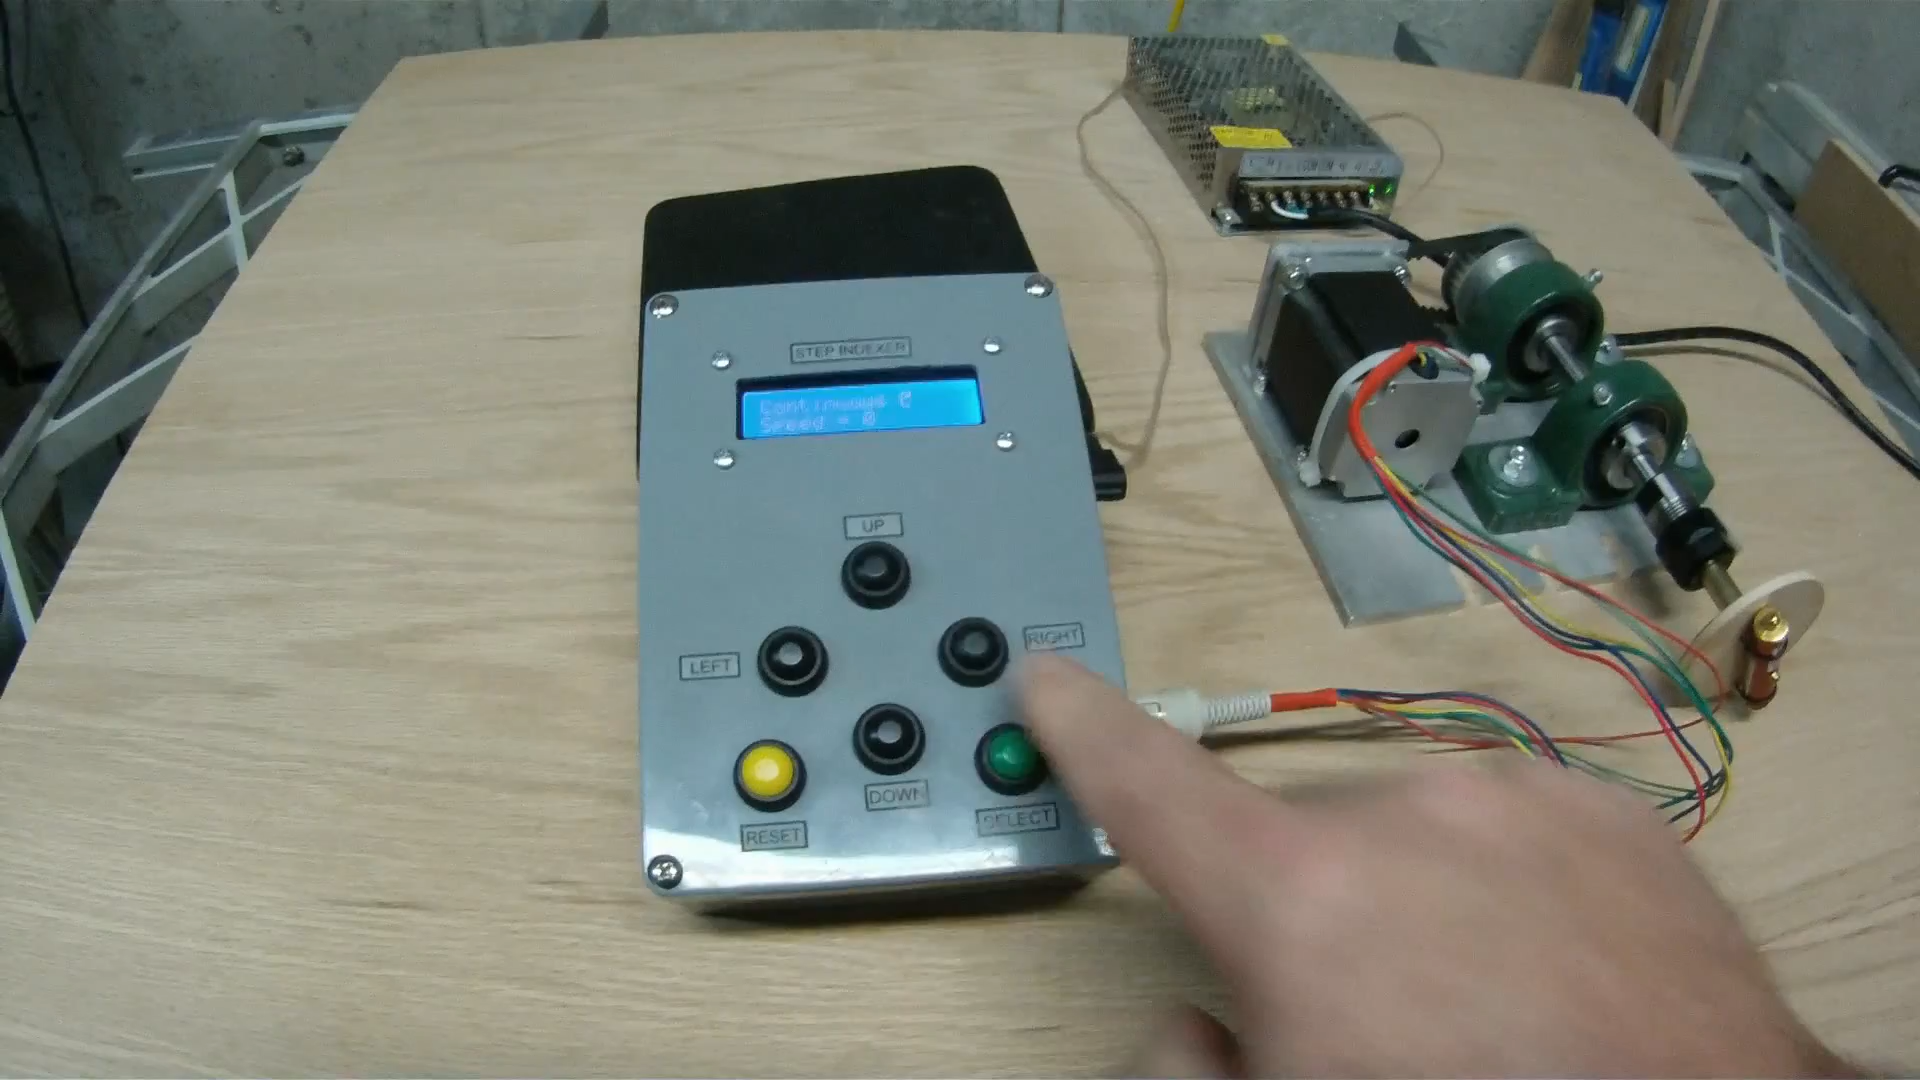 STEP INDEXER
Continuous C
Speed = 0
UP
LEFT
RIGHT
DOWN
RESET
SELECT